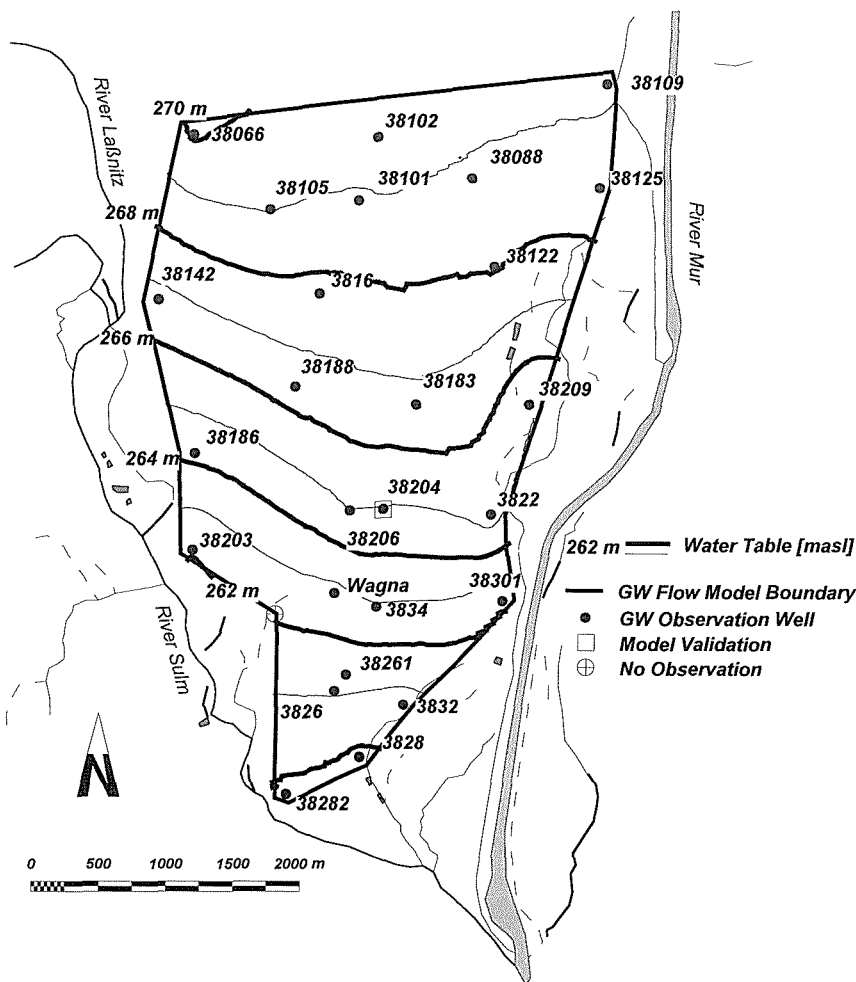 38109
270 m
38066
38102
38088
38105
38101
38125
River Laßnitz
268 m
38122
River Mur
38142
3816
266 m
38188
38183
38209
38186
264 m
38204
3822
38206
262 m Water Table [masl]
38203
262 m
Wagna
38301
3834
GW Flow Model Boundary
GW Observation Well
Model Validation
No Observation
River Sulm
38261
3826
3832
3828
38282
N
0 500 1000 1500 2000 m